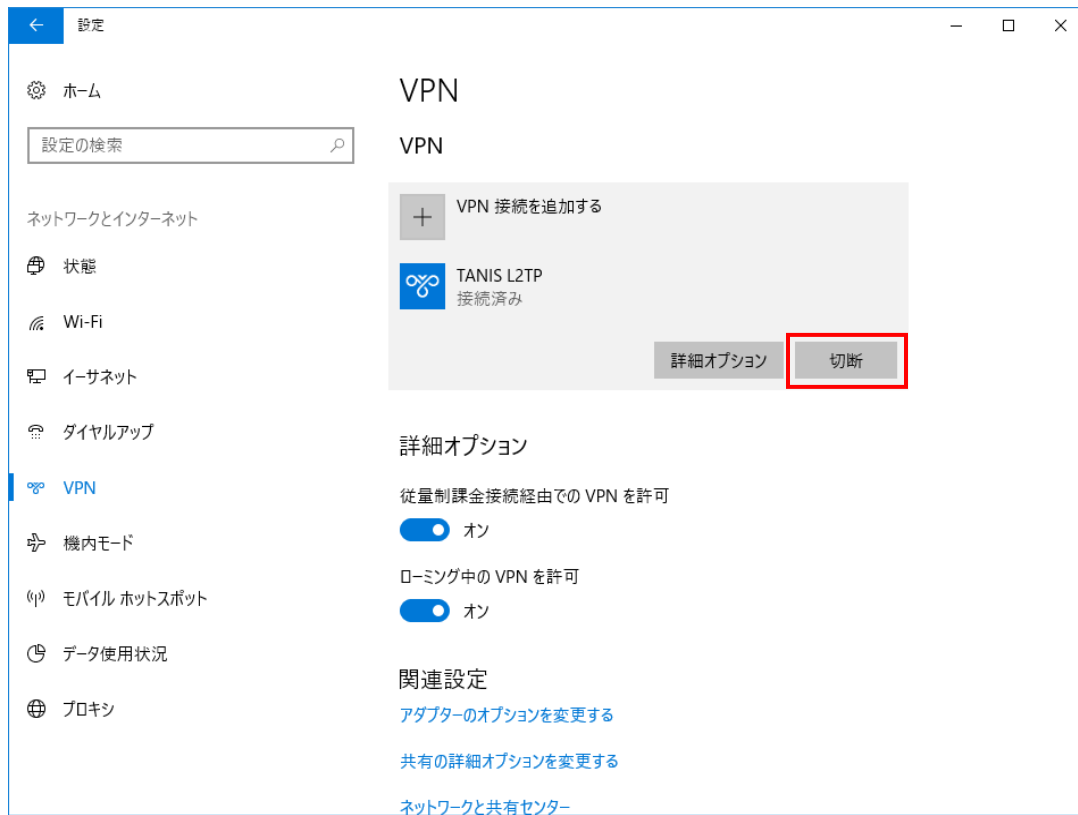 設定
ホーム
設定の検索
ネットワークとインターネット
状態
Wi-Fi
イーサネット
ダイヤルアップ
VPN
機内モード
モバイル ホットスポット
データ使用状況
プロキシ
VPN
VPN
VPN 接続を追加する
TANIS L2TP
接続済み
詳細オプション 切断
詳細オプション
従量制課金接続経由での VPN を許可
オン
ローミング中の VPN を許可
オン
関連設定
アダプターのオプションを変更する
共有の詳細オプションを変更する
ネットワークと共有センター